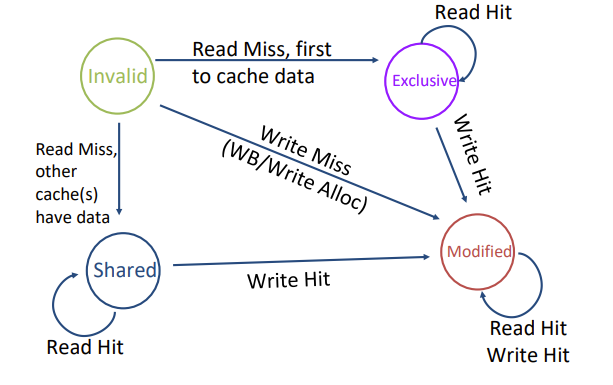 Read Hit
Read Miss, first
to cache data
Invalid
Exclusive
Write Miss
(WB/Write Alloc)
Write Hit
Read Miss,
other
cache(s)
have data
Shared
Modified
Write Hit
Read Hit
Read Hit
Write Hit